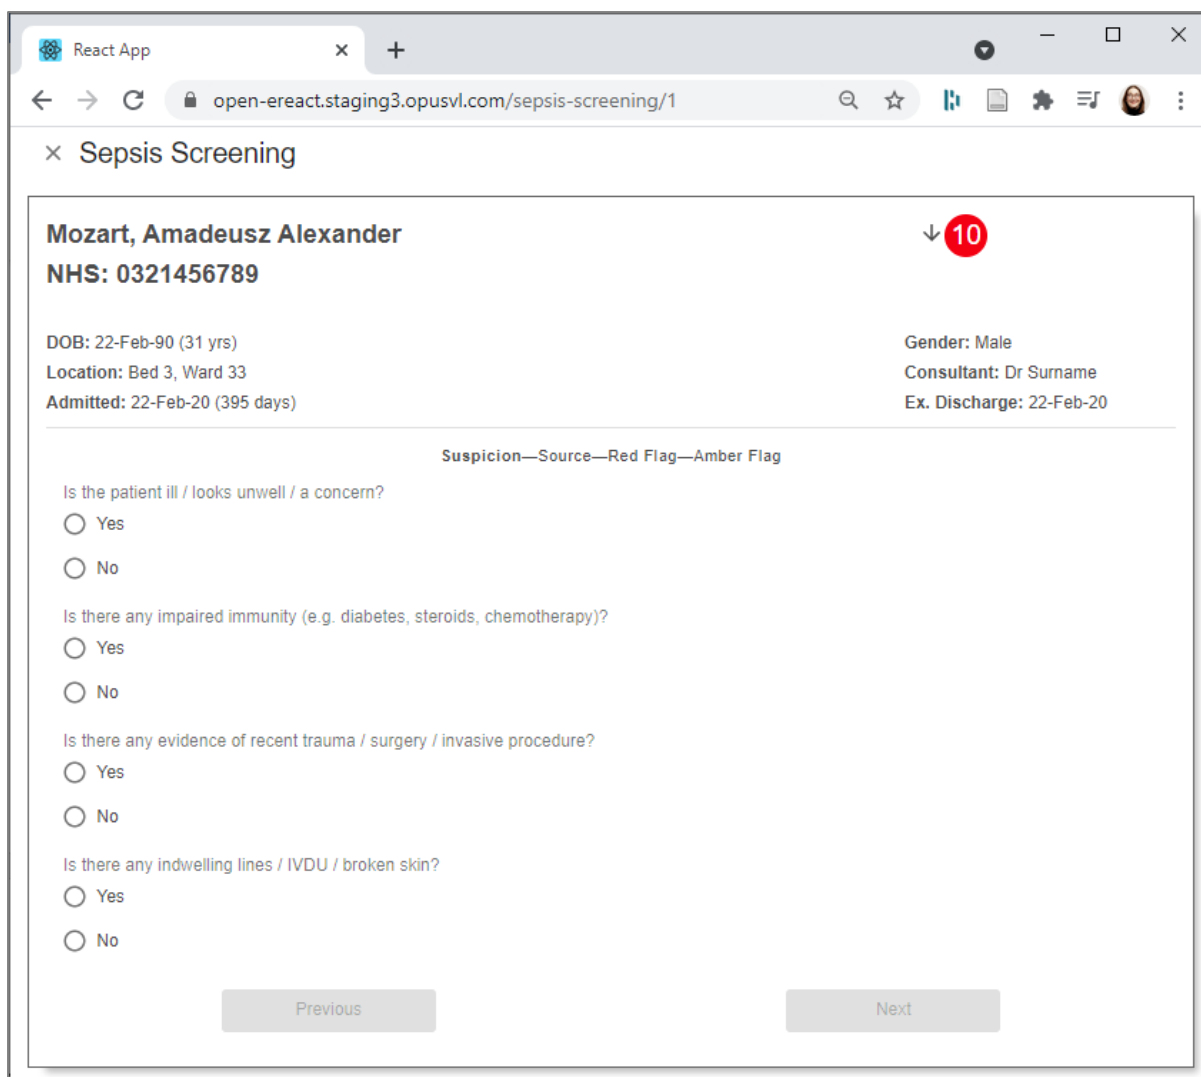 React App
open-ereact.staging3.opusvl.com/sepsis-screening/1
Sepsis Screening
Mozart, Amadeusz Alexander
10
NHS: 0321456789
DOB: 22-Feb-90 (31 yrs)
Gender: Male
Location: Bed 3, Ward 33
Consultant: Dr Surname
Admitted: 22-Feb-20 (395 days)
Ex. Discharge: 22-Feb-20
Suspicion—Source—Red Flag—Amber Flag
Is the patient ill / looks unwell / a concern?
Yes
No
Is there any impaired immunity (e.g. diabetes, steroids, chemotherapy)?
Yes
No
Is there any evidence of recent trauma / surgery / invasive procedure?
Yes
No
Is there any indwelling lines / IVDU / broken skin?
Yes
No
Previous
Next